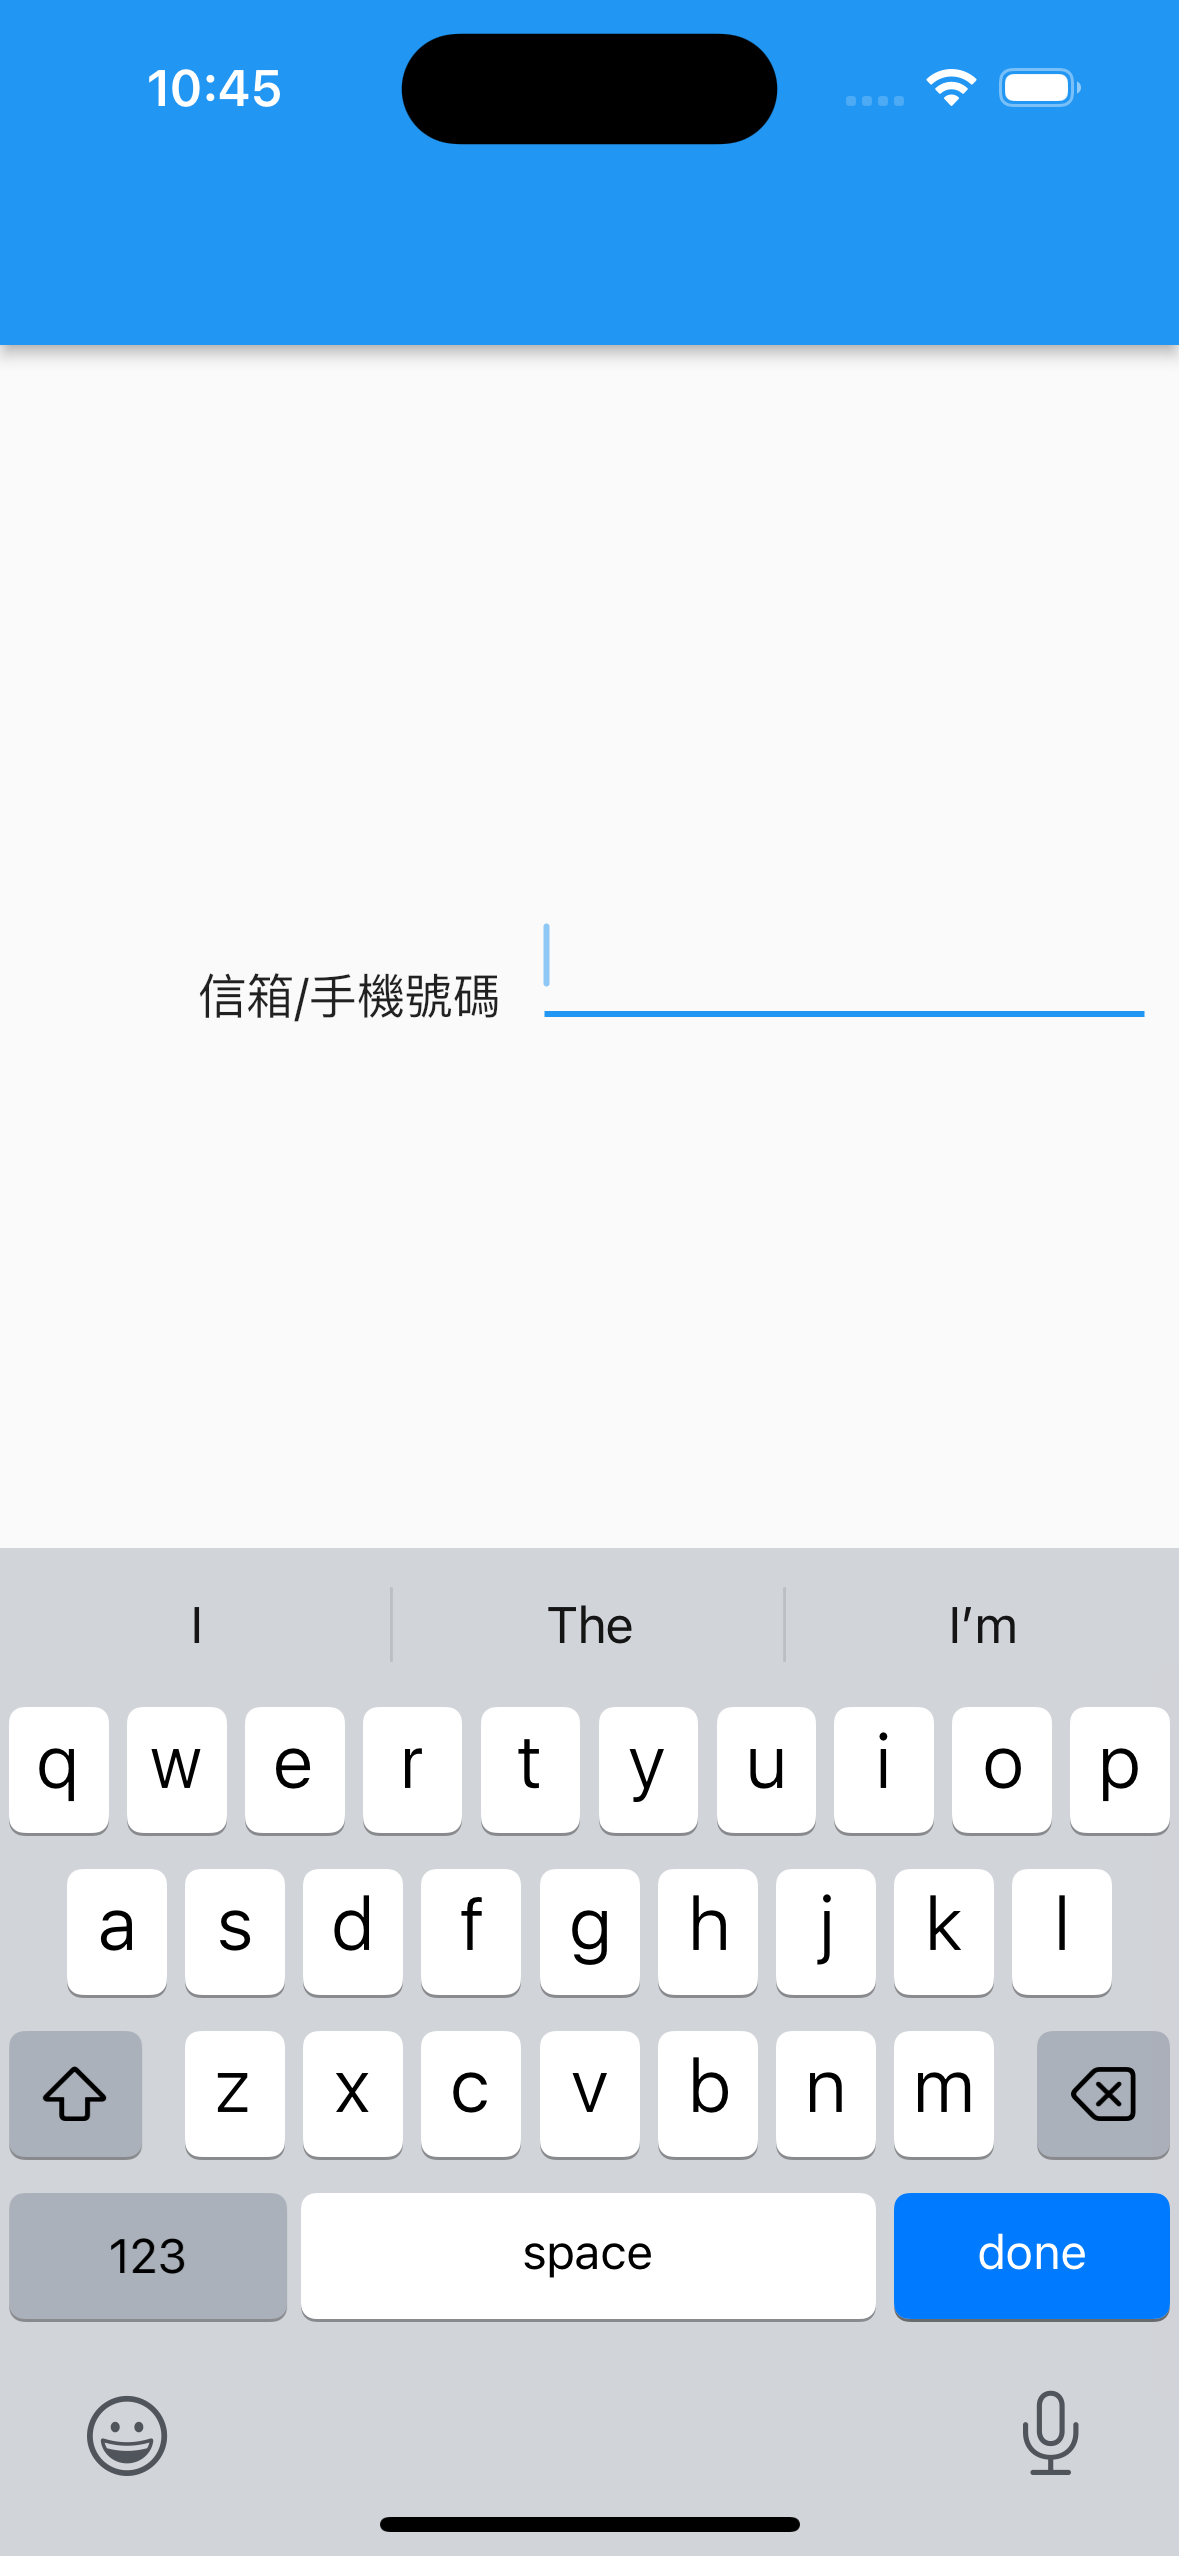 10:45
信箱/手機號碼
I The I’m
q w e r t y u i o p
a s d f g h j k l
z x c v b n m
123 space done